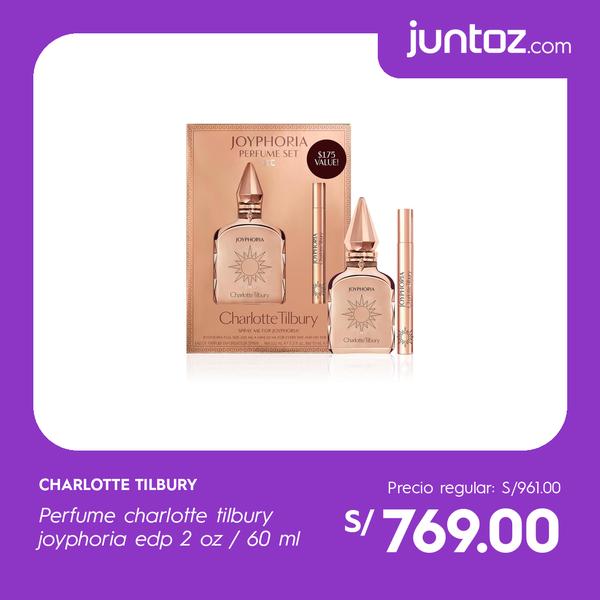 juntoz.com
JOYPHORIA
PERFUME SET
$175
VALUE!
JOYPHORIA
Charlotte Tilbury
JOYPHORIA
Charlotte Tilbury
SPRAY ME FOR JOYPHORIA!
JOYPHORIA
Charlotte Tilbury
JOYPHORIA
Charlotte Tilbury
CHARLOTTE TILBURY
Perfume charlotte tilbury
joyphoria edp 2 oz / 60 ml
Precio regular: S/961.00
S/ 769.00